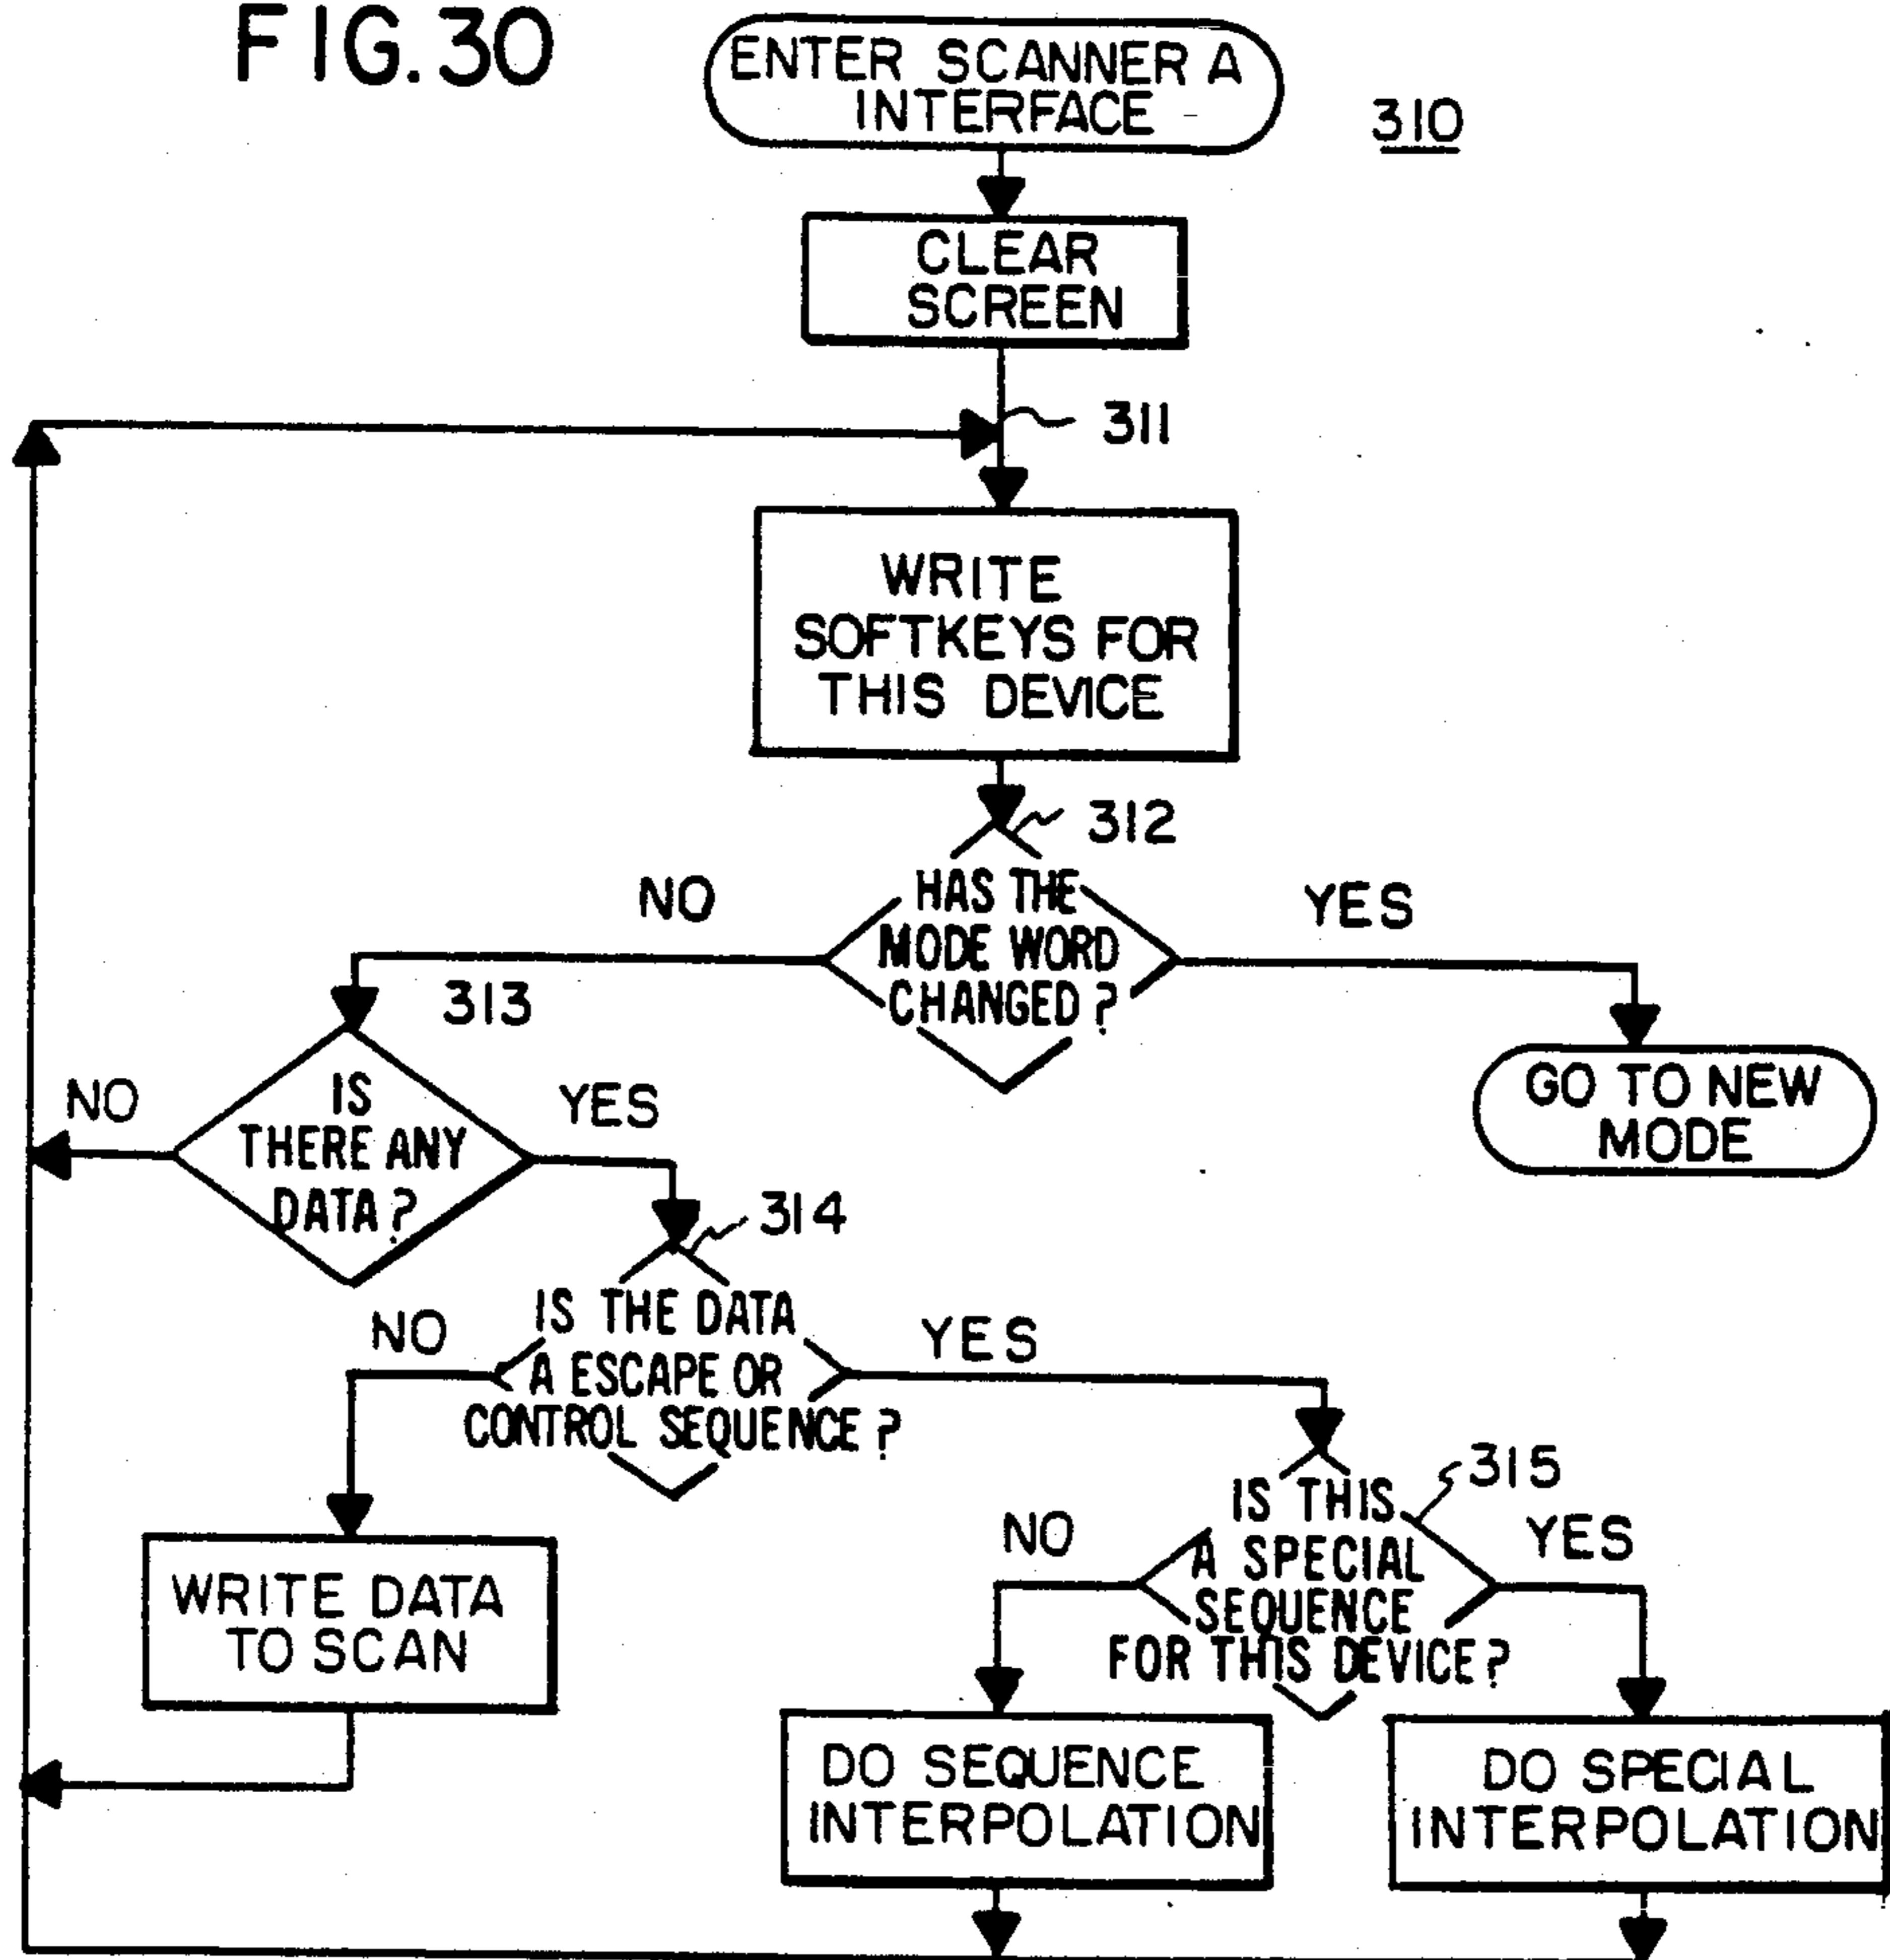 FIG.30
ENTER SCANNER A
INTERFACE
310
CLEAR
SCREEN
311
WRITE
SOFTKEYS FOR
THIS DEVICE
312
NO
HAS THE
MODE WORD
CHANGED?
YES
313
GO TO NEW
MODE
NO
IS
THERE ANY
DATA?
YES
314
NO
IS THE DATA
A ESCAPE OR
CONTROL SEQUENCE?
YES
315
NO
IS THIS
A SPECIAL
SEQUENCE
FOR THIS DEVICE?
YES
WRITE DATA
TO SCAN
DO SEQUENCE
INTERPOLATION
DO SPECIAL
INTERPOLATION